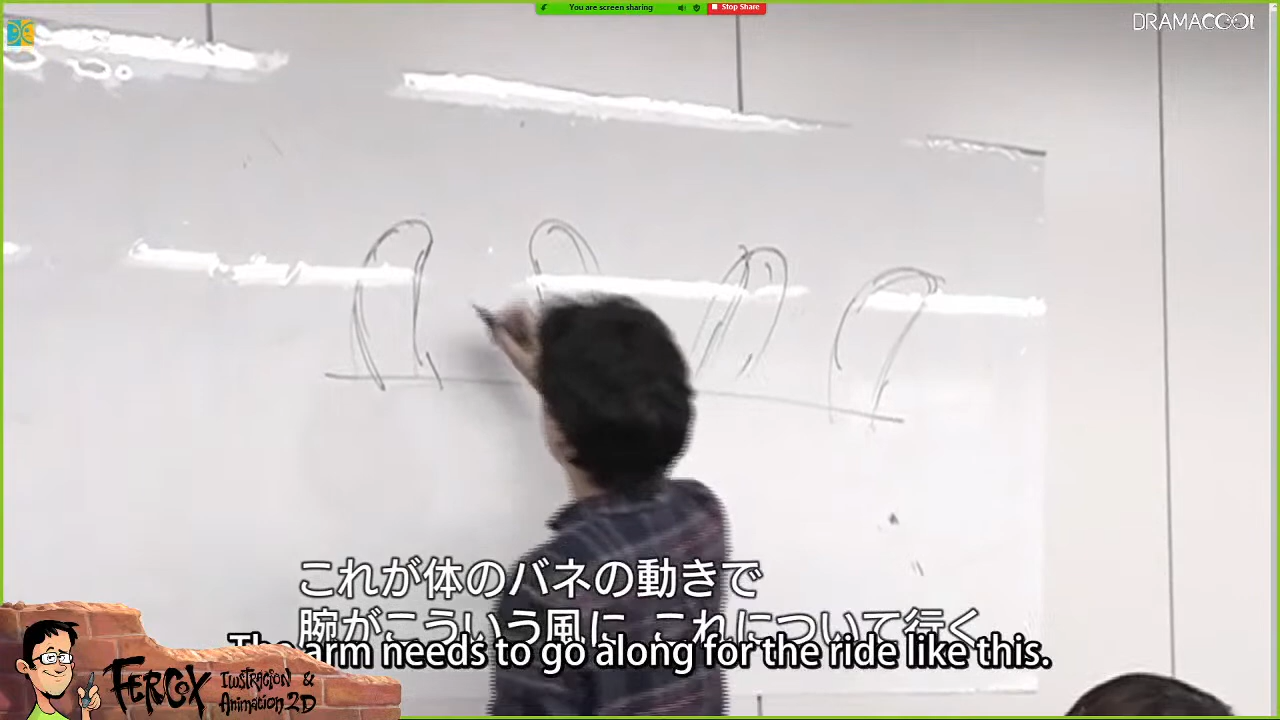 You are screen sharing
Stop Share
DRAMACOOL
これが体のバネの動きで
腕がこういう風に これについて行く
The arm needs to go along for the ride like this.
FERCOX
ILUSTRACION &
Animation 2D